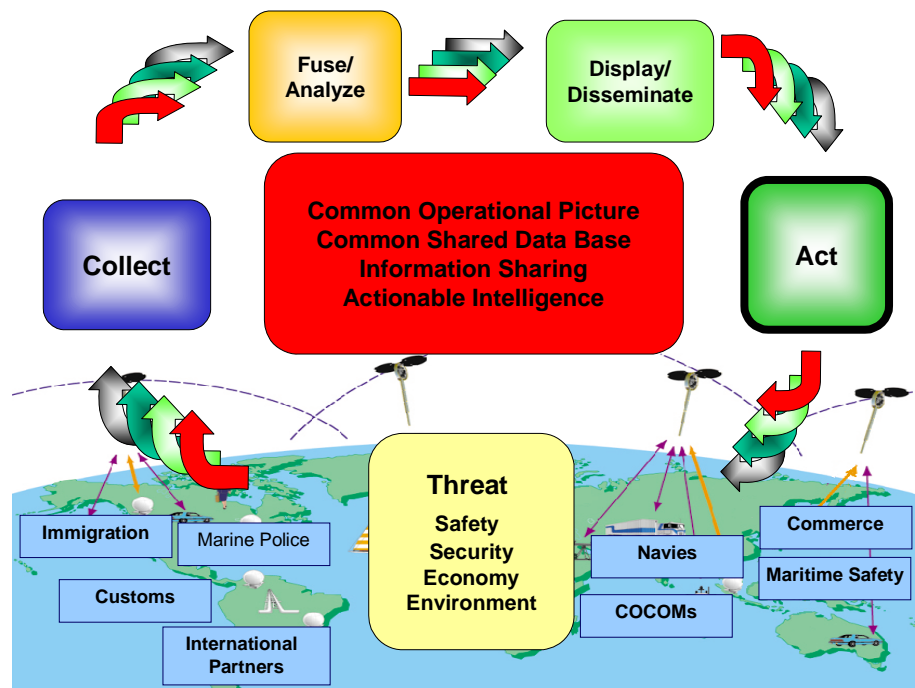 Fuse/
Analyze
Display/
Disseminate
Collect
Common Operational Picture
Common Shared Data Base
Information Sharing
Actionable Intelligence
Act
Threat
Safety
Security
Economy
Environment
Immigration
Marine Police
Customs
International
Partners
Navies
COCOMs
Commerce
Maritime Safety